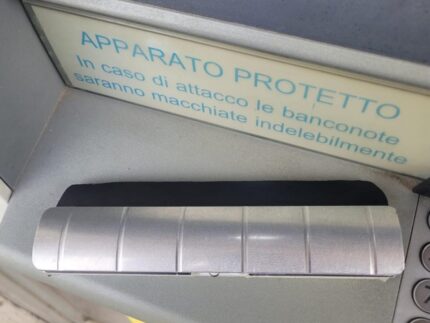 APPARATO PROTETTO
In caso di attacco le banconote
saranno macchiate indelebilmente